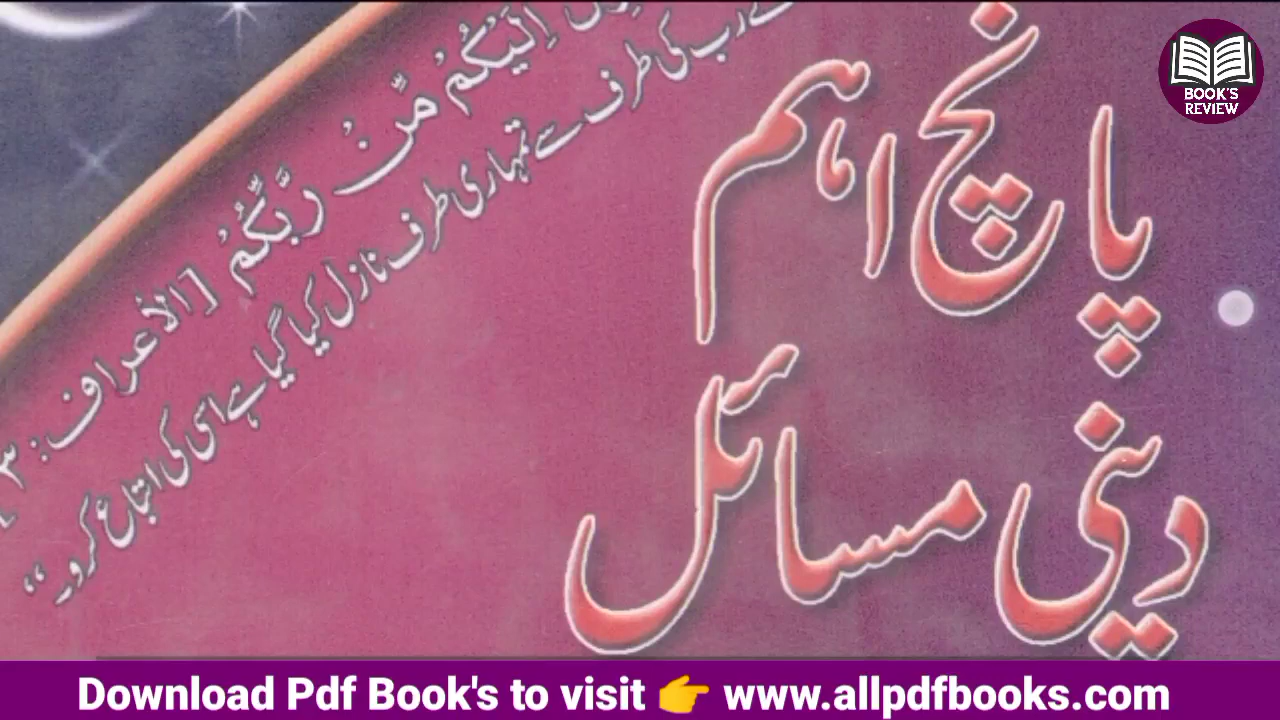 إِلَيْكُمْ مِّنْ رَّبِّكُمْ [الأعراف: ٣
رب کی طرف سے تمہاری طرف نازل کیا گیا ہے اسی کی اتباع کرو۔“
پانچ اہم
دینی مسائل
BOOK'S
REVIEW
Download Pdf Book's to visit 👉 www.allpdfbooks.com